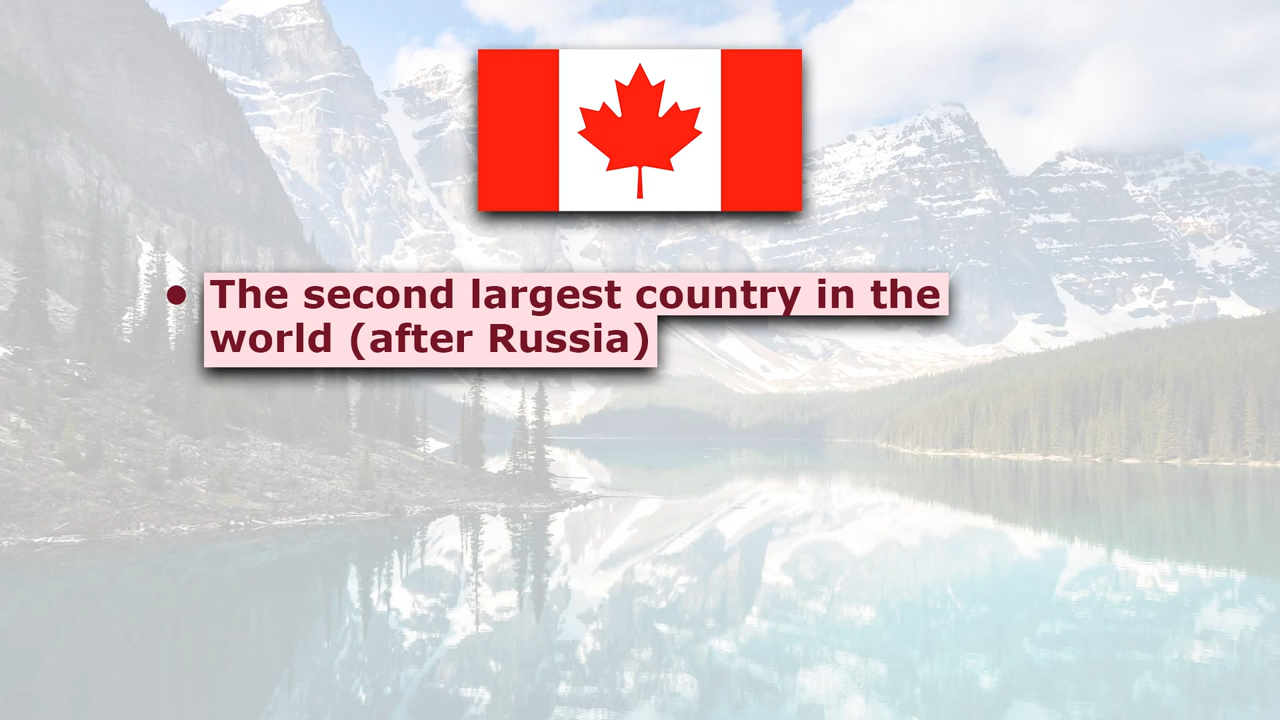 • The second largest country in the
world (after Russia)